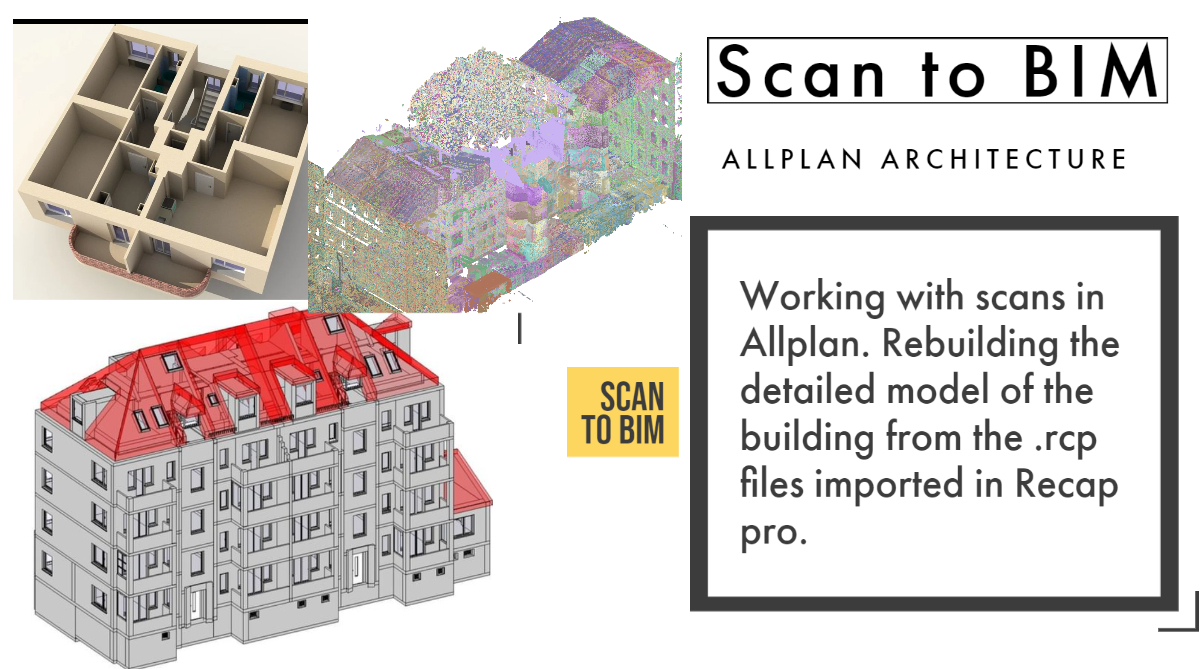 Scan to BIM
ALLPLAN ARCHITECTURE
Working with scans in
Allplan. Rebuilding the
detailed model of the
building from the .rcp
files imported in Recap
pro.
SCAN
TO BIM